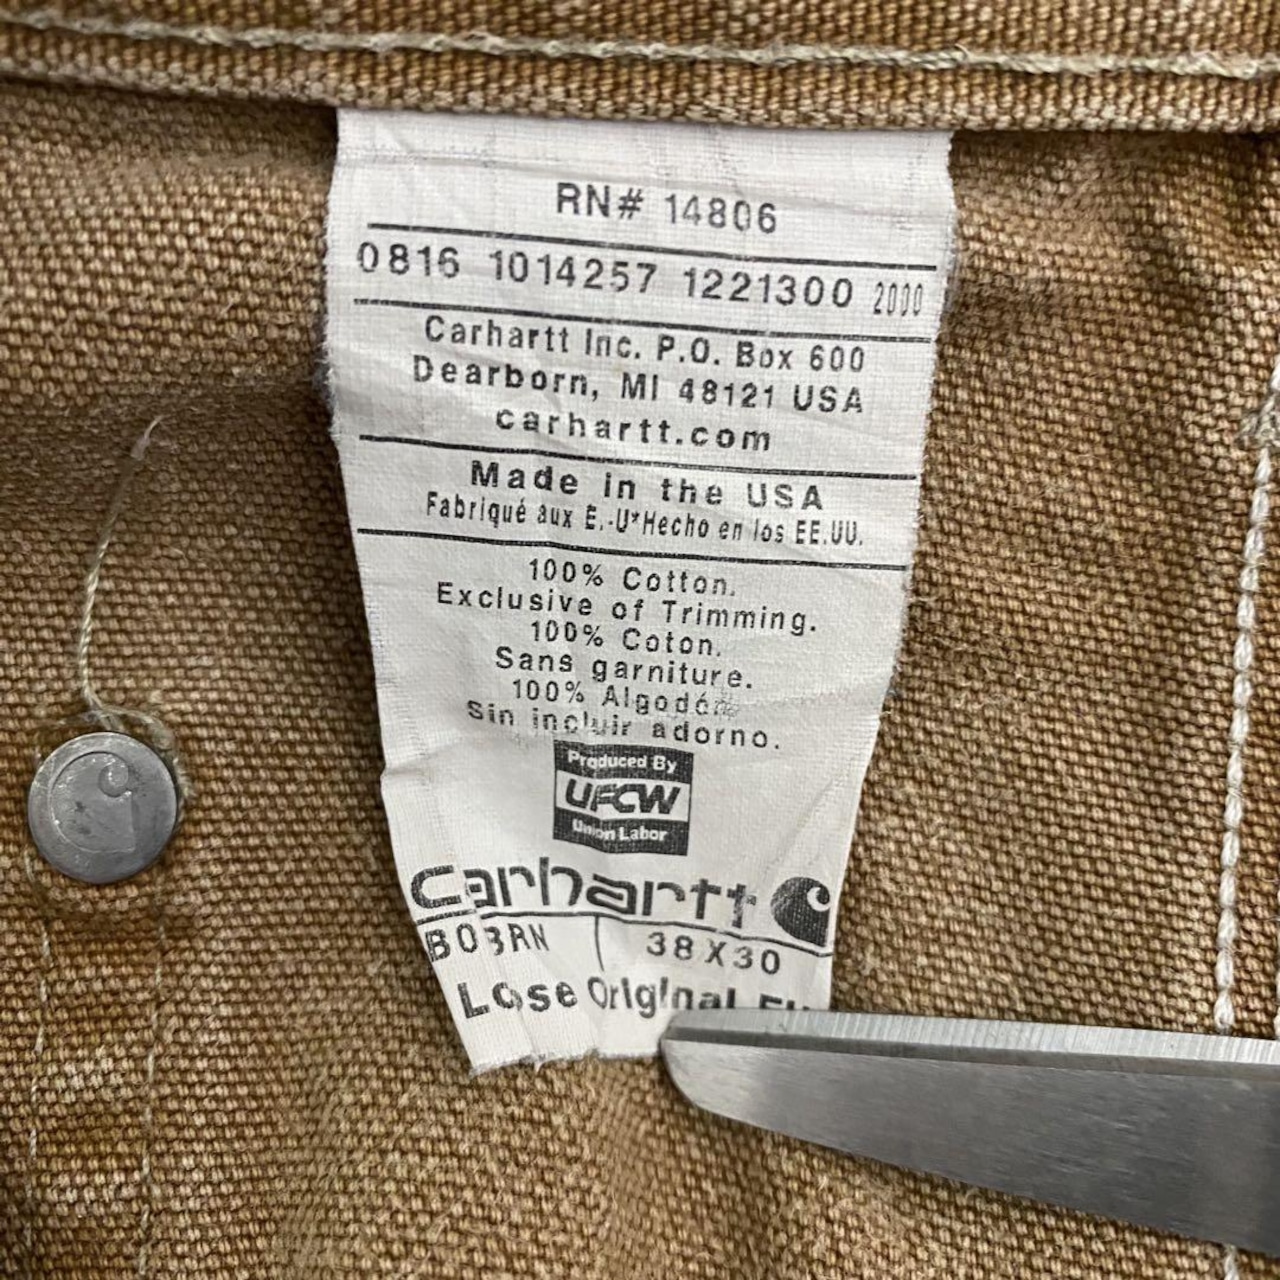 RN# 14806
0816 1014257 1221300 2000
Carhartt Inc. P.O. Box 600
Dearborn, MI 48121 USA
carhartt.com
Made in the USA
Fabriqué aux É.-U*Hecho en los EE.UU.
100% Cotton.
Exclusive of Trimming.
100% Coton.
Sans garniture.
100% Algodón
Sin incluir adorno.
Produced By
UFCW
Union Labor
carhartt
B03RN 38X30
Loose Original